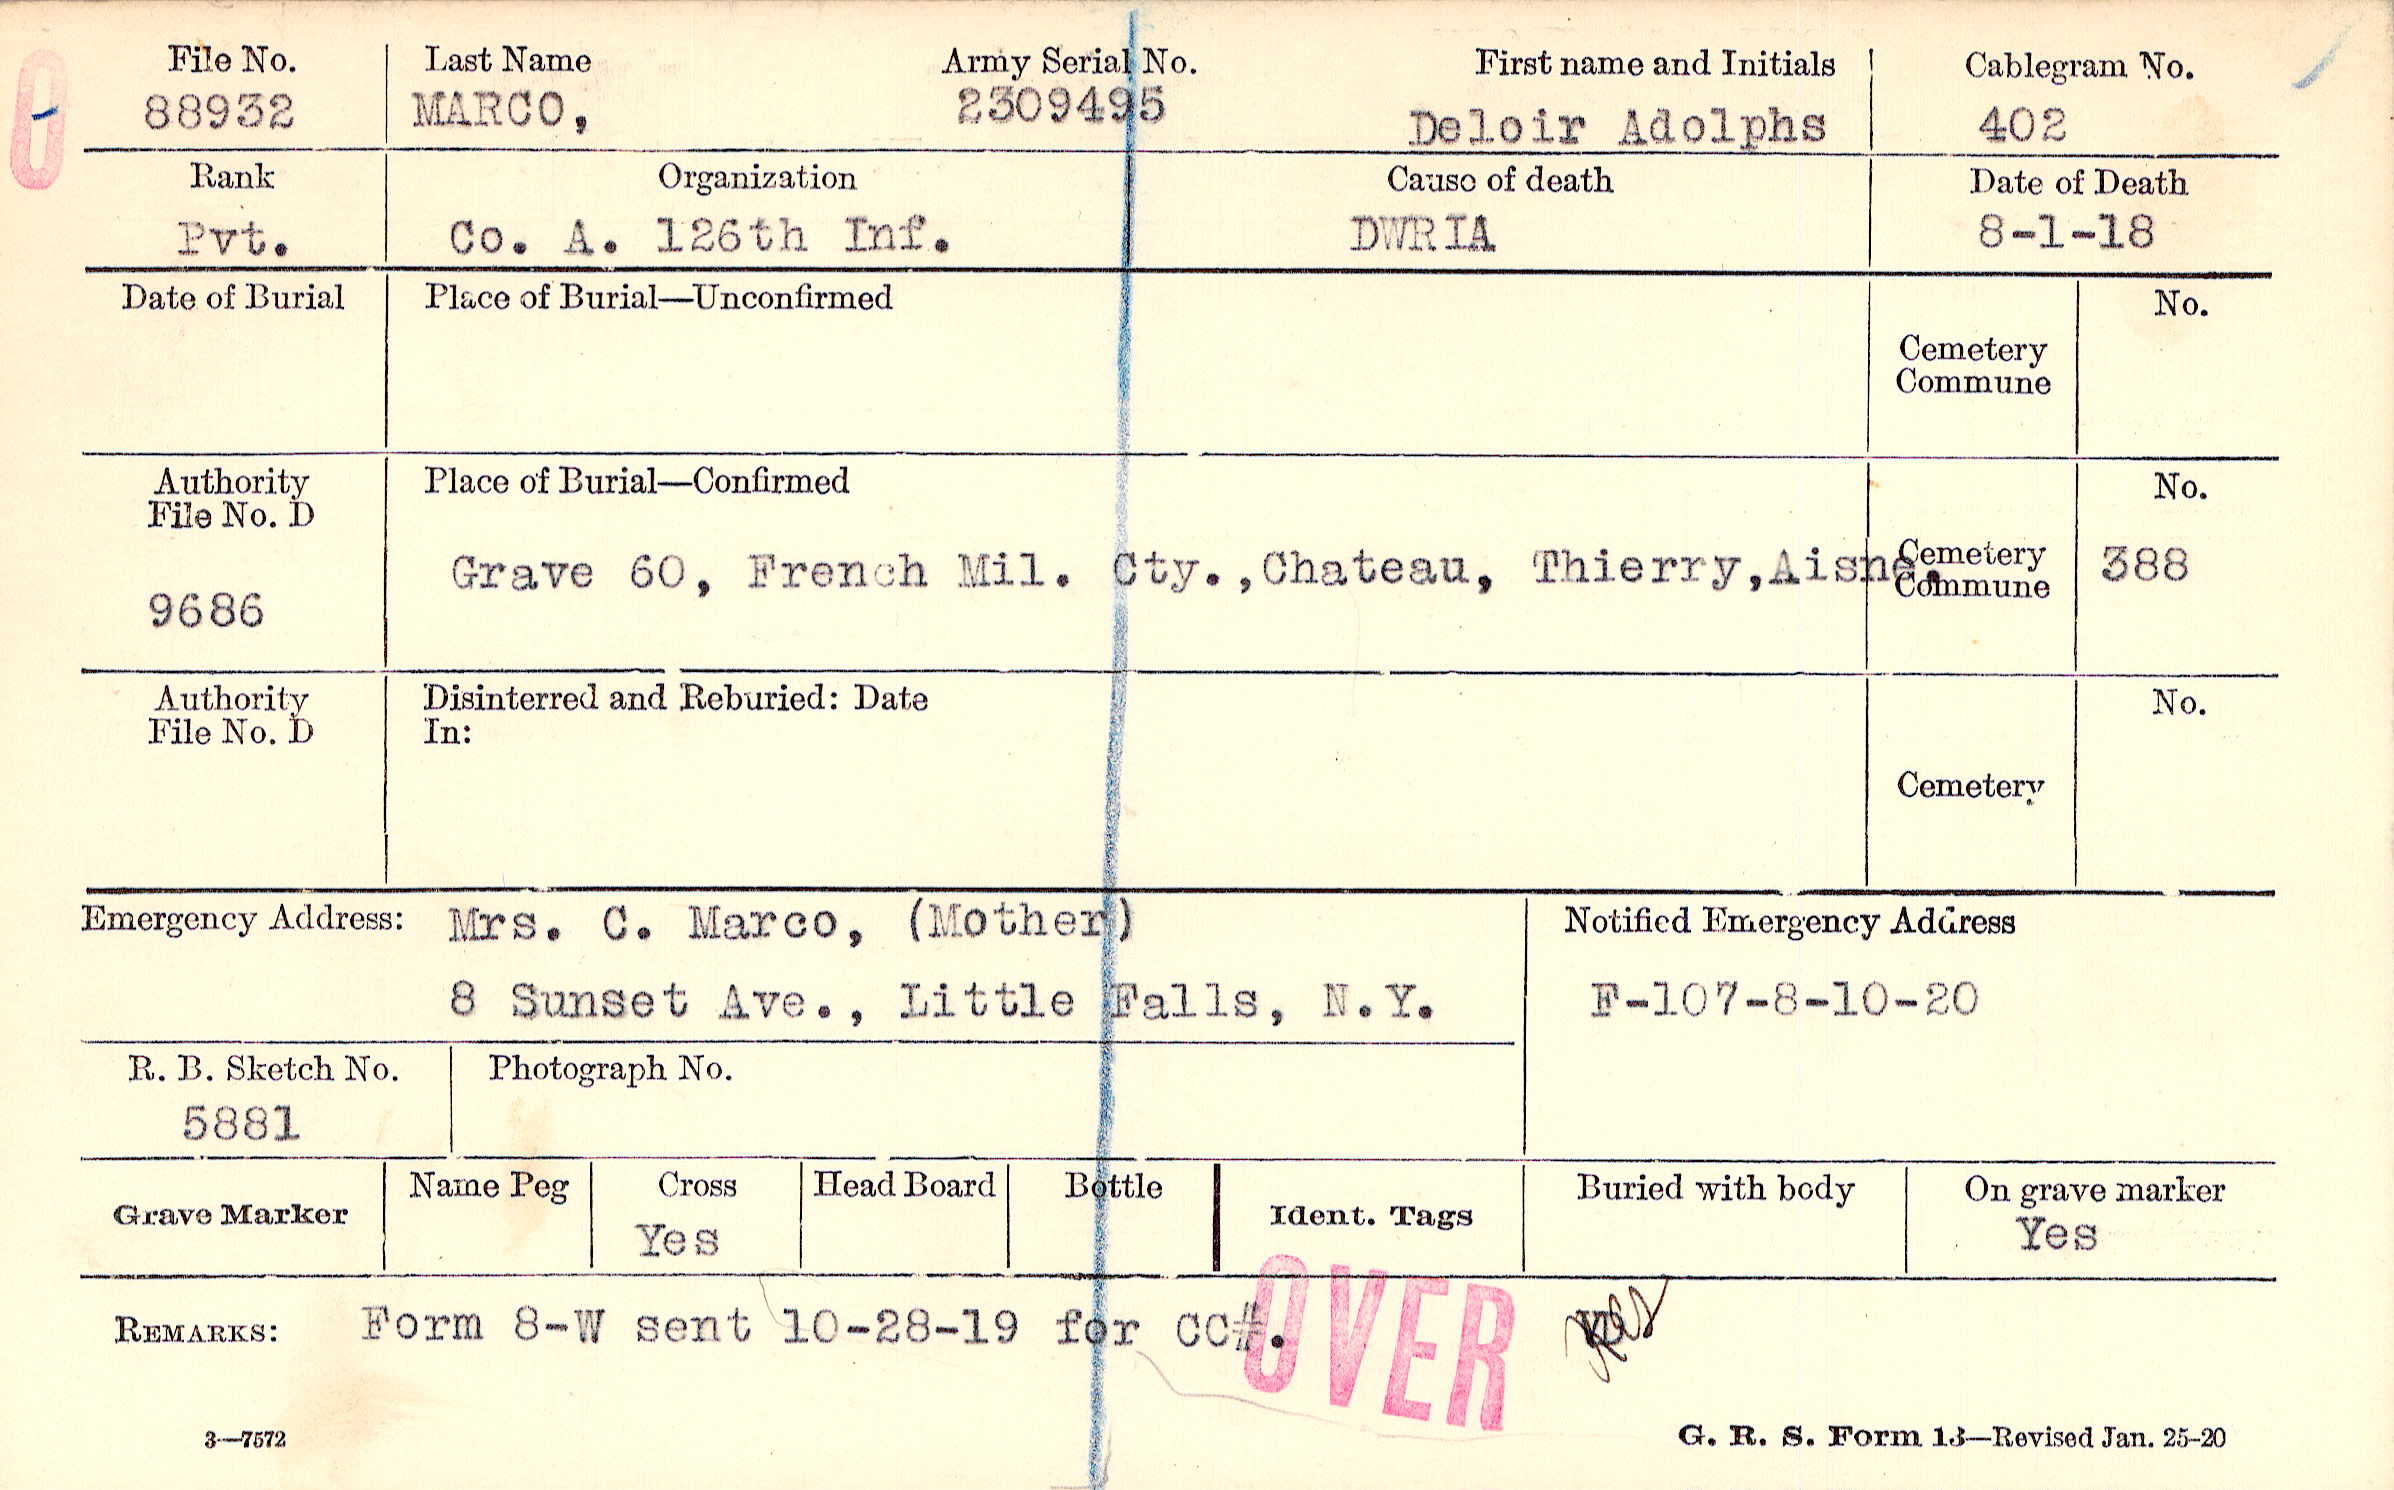 File No. Last Name Army Serial No. First name and Initials Cablegram No.
88932 MARCO, 2309495 Deloir Adolphs 402
Rank Organization Cause of death Date of Death
Pvt. Co. A. 126th Inf. DWRIA 8-1-18
Date of Burial Place of Burial—Unconfirmed No.
Cemetery
Commune
Authority Place of Burial—Confirmed No.
File No. D
Grave 60, French Mil. Cty.,Chateau, Thierry,Aisne. Cemetery 388
Commune
9686
Authority Disinterred and Reburied: Date No.
File No. D In:
Cemetery
Emergency Address: Mrs. C. Marco, (Mother) Notified Emergency Address
8 Sunset Ave., Little Falls, N.Y. F-107-8-10-20
R. B. Sketch No. Photograph No.
5881
Grave Marker Name Peg Cross Head Board Bottle Ident. Tags Buried with body On grave marker
Yes Yes
REMARKS: Form 8-W sent 10-28-19 for CC#.
OVER
3—7572 G. R. S. Form 13—Revised Jan. 25-20